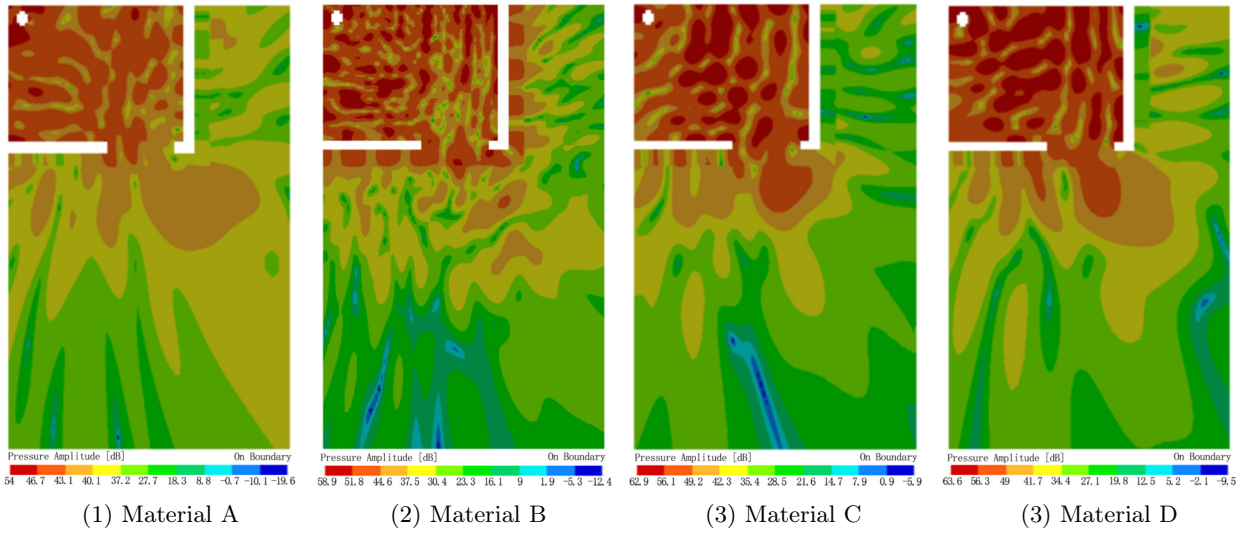 Pressure Amplitude [dB] On Boundary
54 46.7 43.1 40.1 37.2 27.7 18.3 8.8 -0.7 -10.1 -19.6
(1) Material A
Pressure Amplitude [dB] On Boundary
58.9 51.8 44.6 37.5 30.4 23.3 16.1 9 1.9 -5.3 -12.4
(2) Material B
Pressure Amplitude [dB] On Boundary
62.9 56.1 49.2 42.3 35.4 28.5 21.6 14.7 7.9 0.9 -5.9
(3) Material C
Pressure Amplitude [dB] On Boundary
63.6 56.3 49 41.7 34.4 27.1 19.8 12.5 5.2 -2.1 -9.5
(3) Material D